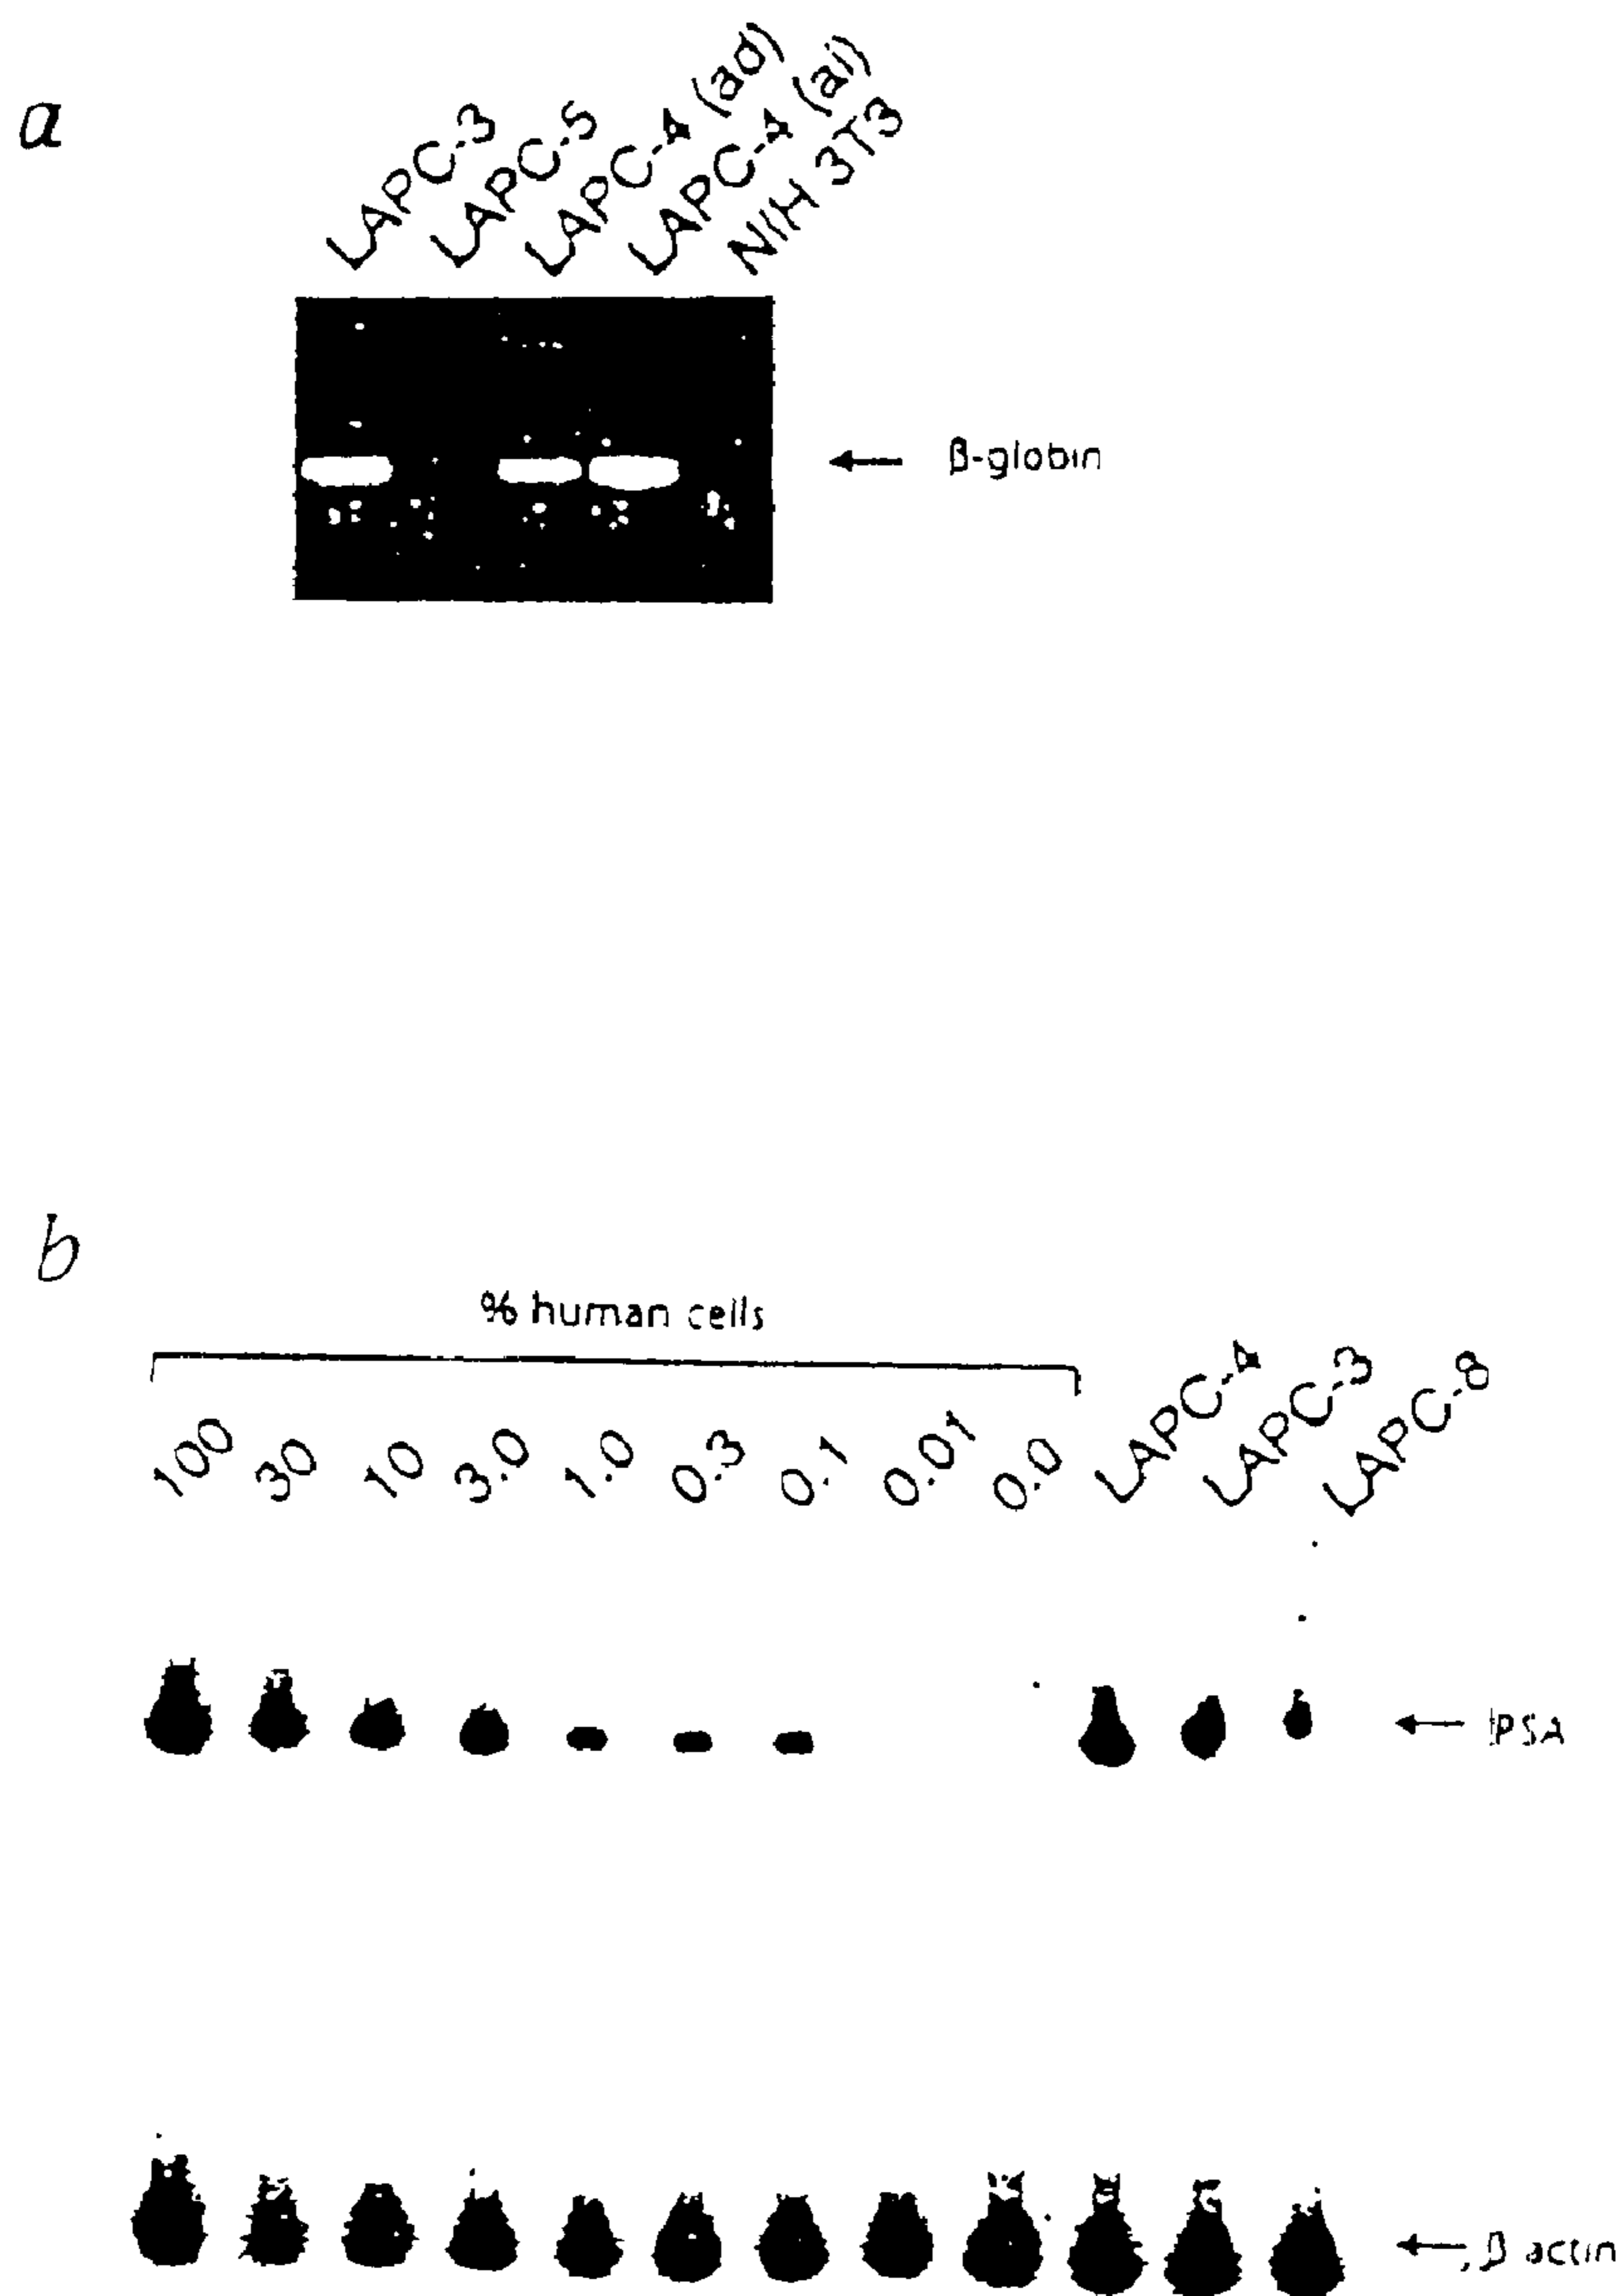 a
LAPC-3
LAPC-5
LAPC-4 (ad)
LAPC-4 (ai)
NIH 3T3
β-globin
b
% human cells
100
30
10
3.0
1.0
0.3
0.1
0.01
0.0
LAPC-4
LAPC-3
LAPC-8
PSA
β actin